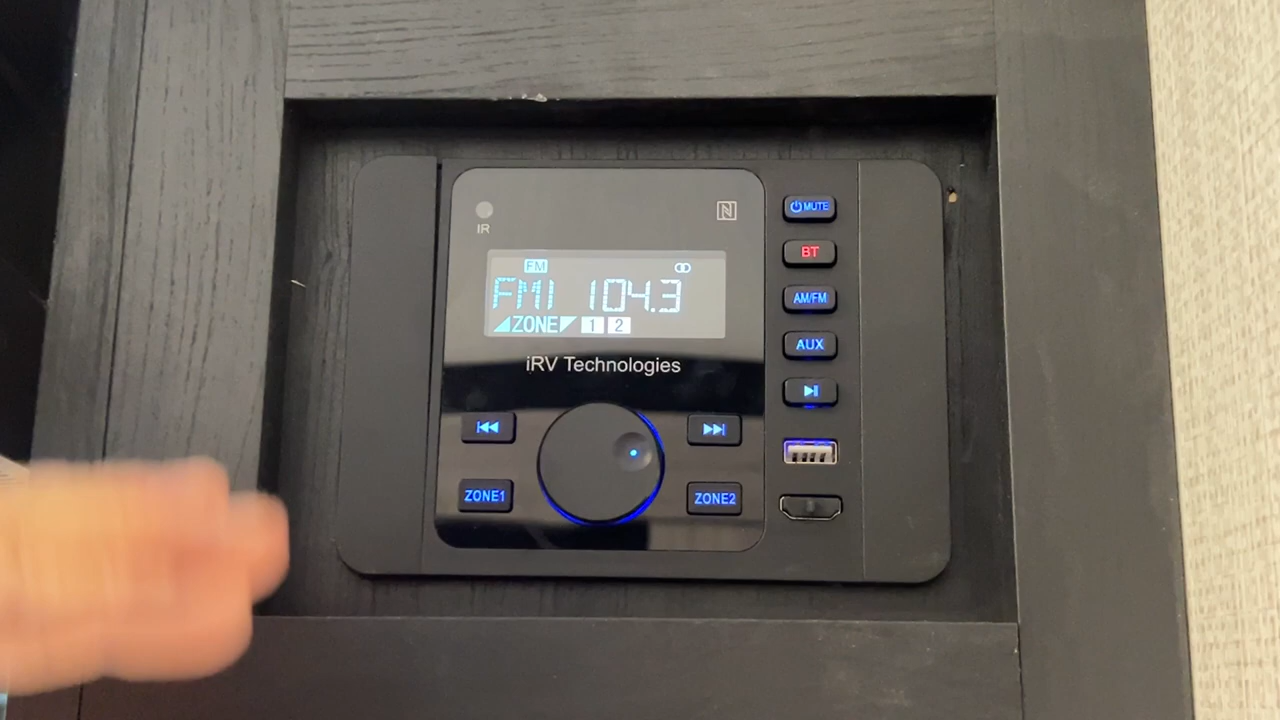 IR
FM
FM1 104.3
ZONE 1 2
iRV Technologies
ZONE1
ZONE2
MUTE
BT
AM/FM
AUX